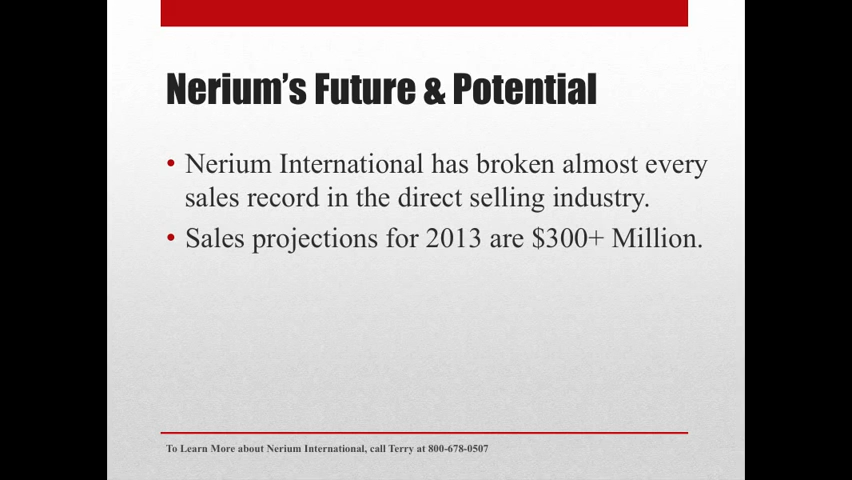 Nerium’s Future & Potential
• Nerium International has broken almost every
sales record in the direct selling industry.
• Sales projections for 2013 are $300+ Million.
To Learn More about Nerium International, call Terry at 800-678-0507